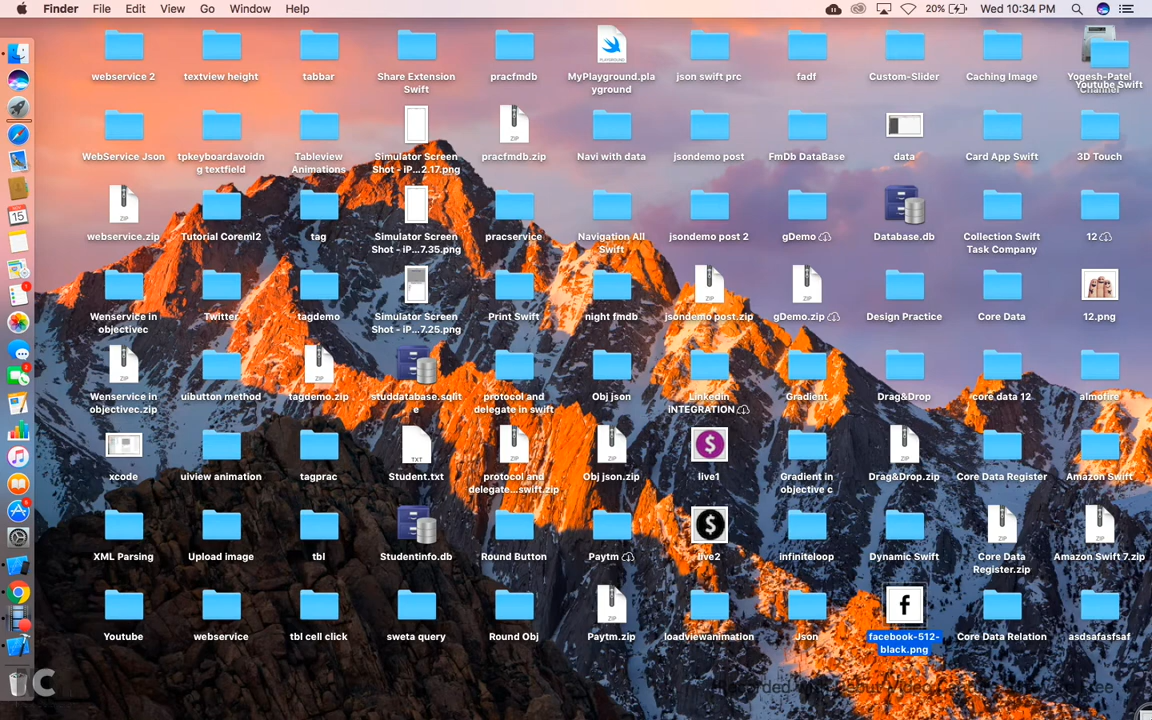 Finder File Edit View Go Window Help 20% Wed 10:34 PM
webservice 2
textview height
tabbar
Share Extension
Swift
pracfmdb
MyPlayground.pla
yground
json swift prc
fadf
Custom-Slider
Caching Image
Yogesh-Patel
Channel
Youtube Swift
WebService Json
tpkeyboardavoidn
g textfield
Tableview
Animations
Simulator Screen
Shot - iP...2.17.png
pracfmdb.zip
Navi with data
jsondemo post
FmDb DataBase
data
Card App Swift
3D Touch
webservice.zip
Tutorial Coreml2
tag
Simulator Screen
Shot - iP...7.35.png
pracservice
Navigation All
Swift
jsondemo post 2
gDemo
Database.db
Collection Swift
Task Company
12
Wenservice in
objectivec
Twitter
tagdemo
Simulator Screen
Shot - iP...7.25.png
Print Swift
night fmdb
jsondemo post.zip
gDemo.zip
Design Practice
Core Data
12.png
Wenservice in
objectivec.zip
uibutton method
tagdemo.zip
studdatabase.sqlit
e
protocol and
delegate in swift
Obj json
Linkedin
INTEGRATION
Gradient
Drag&Drop
core data 12
almofire
xcode
uiview animation
tagprac
Student.txt
protocol and
delegate...swift.zip
Obj json.zip
live1
Gradient in
objective c
Drag&Drop.zip
Core Data Register
Amazon Swift
XML Parsing
Upload image
tbl
Studentinfo.db
Round Button
Paytm
live2
infiniteloop
Dynamic Swift
Core Data
Register.zip
Amazon Swift 7.zip
Youtube
webservice
tbl cell click
sweta query
Round Obj
Paytm.zip
loadviewanimation
Json
facebook-512-
black.png
Core Data Relation
asdsafasfsaf